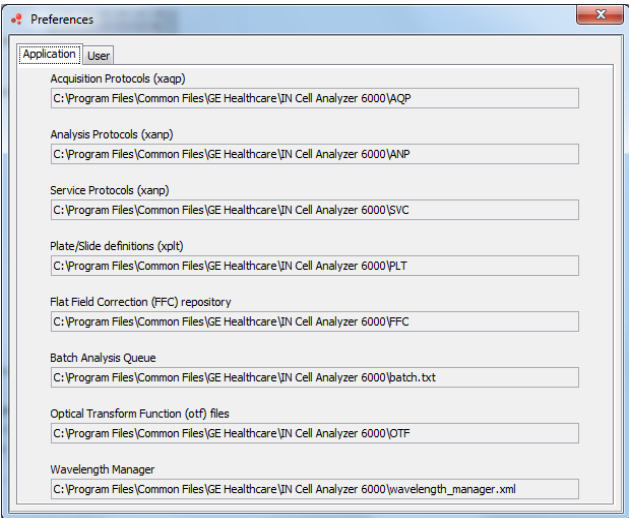 Preferences
Application User
Acquisition Protocols (xaqp)
C:\Program Files\Common Files\GE Healthcare\IN Cell Analyzer 6000\AQP
Analysis Protocols (xanp)
C:\Program Files\Common Files\GE Healthcare\IN Cell Analyzer 6000\ANP
Service Protocols (xanp)
C:\Program Files\Common Files\GE Healthcare\IN Cell Analyzer 6000\SVC
Plate/Slide definitions (xplt)
C:\Program Files\Common Files\GE Healthcare\IN Cell Analyzer 6000\PLT
Flat Field Correction (FFC) repository
C:\Program Files\Common Files\GE Healthcare\IN Cell Analyzer 6000\FFC
Batch Analysis Queue
C:\Program Files\Common Files\GE Healthcare\IN Cell Analyzer 6000\batch.txt
Optical Transform Function (otf) files
C:\Program Files\Common Files\GE Healthcare\IN Cell Analyzer 6000\OTF
Wavelength Manager
C:\Program Files\Common Files\GE Healthcare\IN Cell Analyzer 6000\wavelength_manager.xml